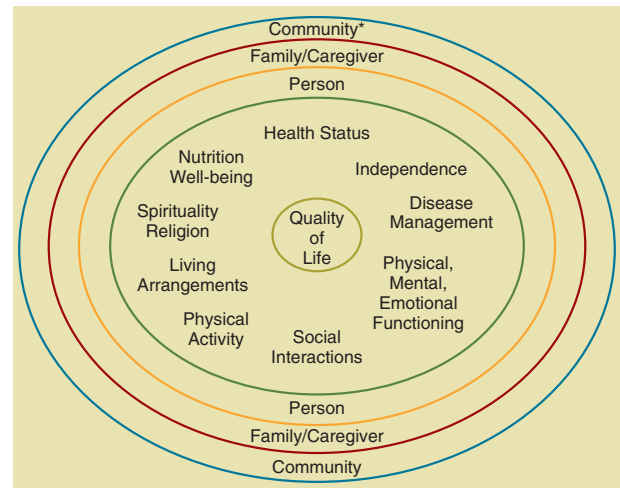 Community*
Family/Caregiver
Person
Health Status
Nutrition
Well-being
Independence
Spirituality
Religion
Quality
of
Life
Disease
Management
Living
Arrangements
Physical,
Mental,
Emotional
Functioning
Physical
Activity
Social
Interactions
Person
Family/Caregiver
Community